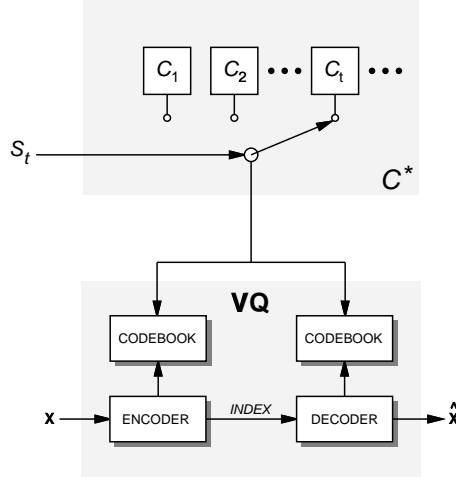 C1 C2 ••• Ct •••
St
C*
VQ
CODEBOOK CODEBOOK
x ENCODER INDEX DECODER x̂